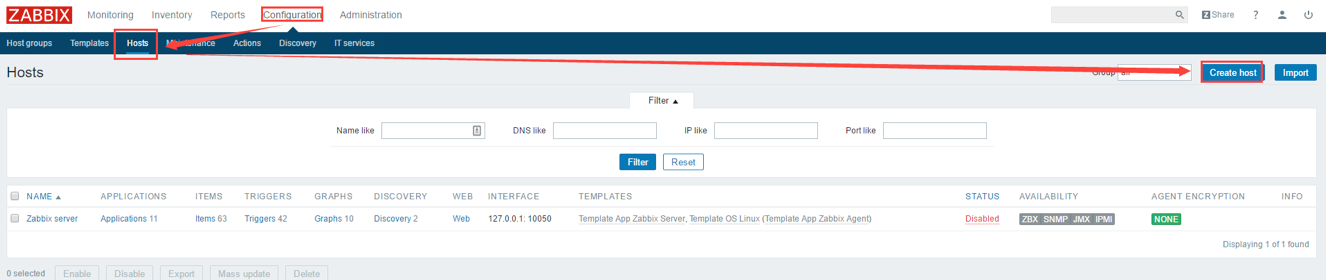 ZABBIX Monitoring Inventory Reports Configuration Administration Share ?
Host groups Templates Hosts Maintenance Actions Discovery IT services
Hosts Group all Create host Import
Filter
Name like DNS like IP like Port like
Filter Reset
NAME APPLICATIONS ITEMS TRIGGERS GRAPHS DISCOVERY WEB INTERFACE TEMPLATES STATUS AVAILABILITY AGENT ENCRYPTION INFO
Zabbix server Applications 11 Items 63 Triggers 42 Graphs 10 Discovery 2 Web 127.0.0.1: 10050 Template App Zabbix Server, Template OS Linux (Template App Zabbix Agent) Disabled ZBX SNMP JMX IPMI NONE
Displaying 1 of 1 found
0 selected Enable Disable Export Mass update Delete